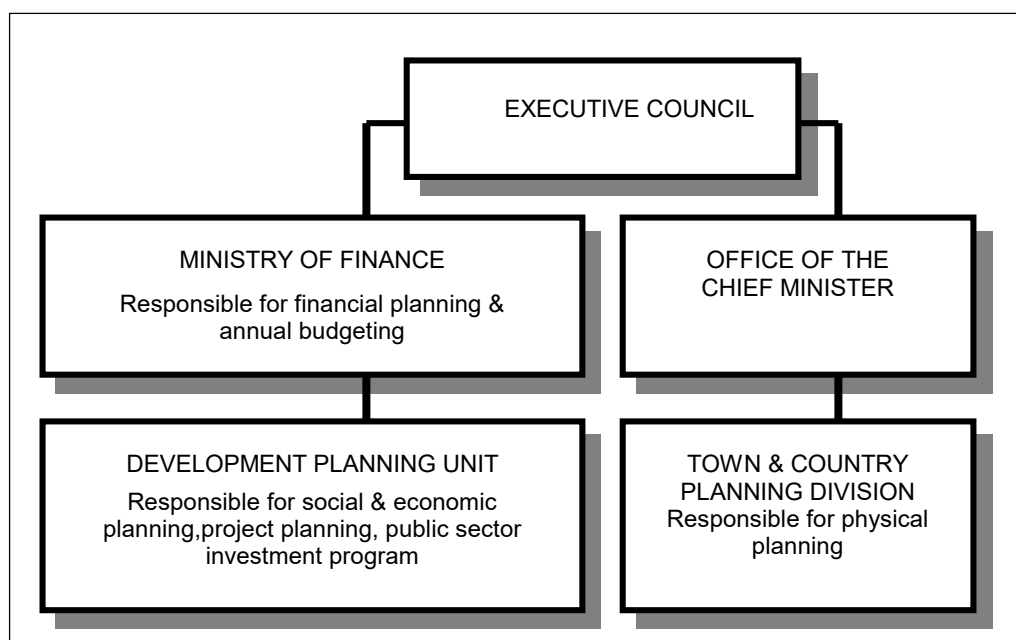 EXECUTIVE COUNCIL
MINISTRY OF FINANCE
Responsible for financial planning &
annual budgeting
OFFICE OF THE
CHIEF MINISTER
DEVELOPMENT PLANNING UNIT
Responsible for social & economic
planning,project planning, public sector
investment program
TOWN & COUNTRY
PLANNING DIVISION
Responsible for physical
planning